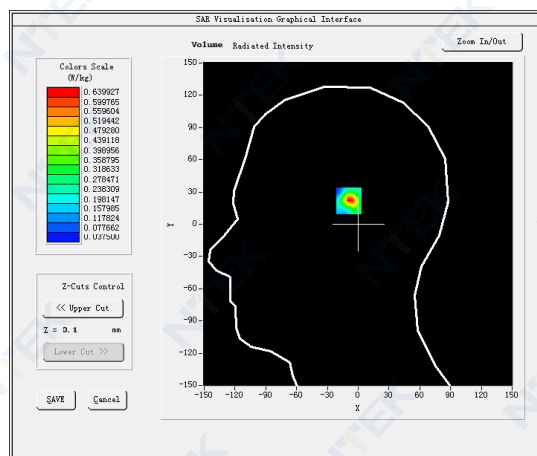 SAR Visualisation Graphical Interface
Volume Radiated Intensity
Zoom In/Out
Colors Scale
(W/kg)
0.639927
0.599765
0.559604
0.519442
0.479280
0.439118
0.398956
0.358795
0.318633
0.278471
0.238309
0.198147
0.157985
0.117824
0.077662
0.037500
Z-Cuts Control
<< Upper Cut
Z = 3.1 mm
Lower Cut >>
SAVE Cancel
150
120
90
60
30
0
-30
-60
-90
-120
-150
Y
-150 -120 -90 -60 -30 0 30 60 90 120 150
X
NTEK